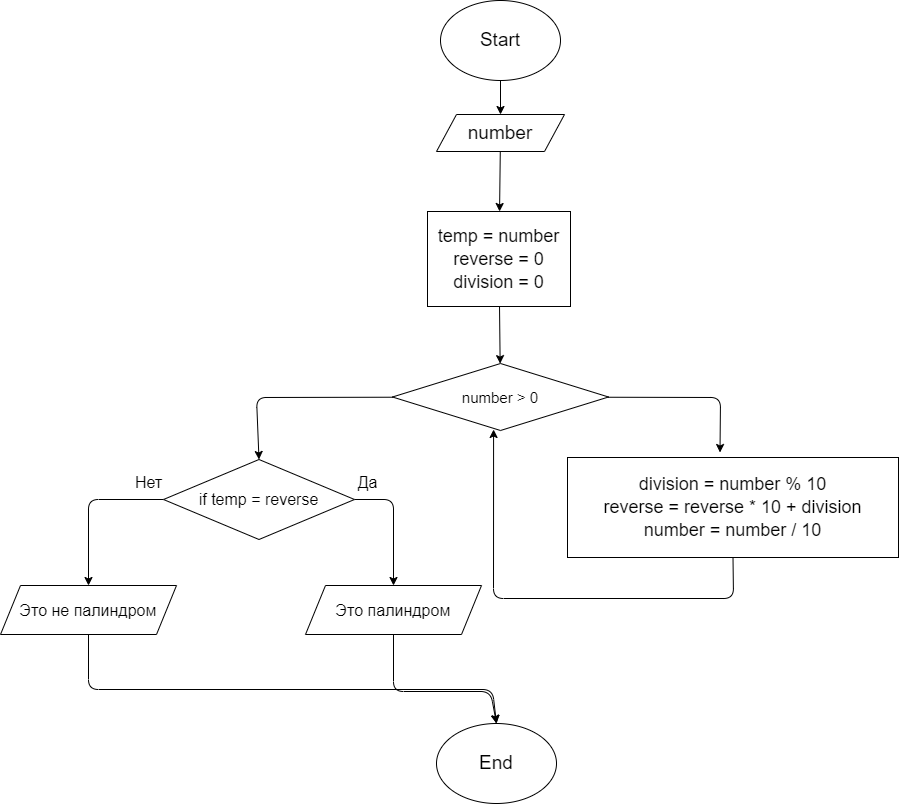 Start
number
temp = number
reverse = 0
division = 0
number > 0
division = number % 10
reverse = reverse * 10 + division
number = number / 10
Нет
Да
if temp = reverse
Это не палиндром
Это палиндром
End